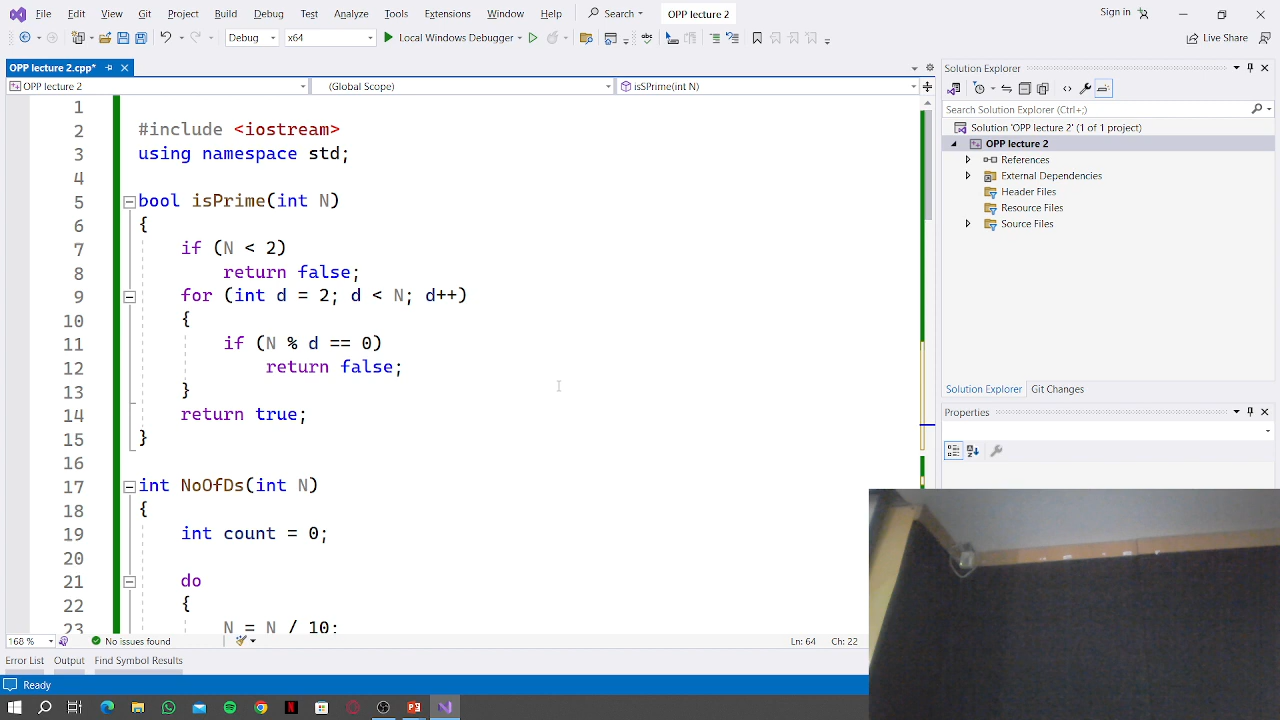 File Edit View Git Project Build Debug Test Analyze Tools Extensions Window Help Search OPP lecture 2 Sign in
Debug x64 Local Windows Debugger Live Share
OPP lecture 2.cpp*
OPP lecture 2 (Global Scope) isSPrime(int N)
1
2 #include <iostream>
3 using namespace std;
4
5 bool isPrime(int N)
6 {
7 if (N < 2)
8 return false;
9 for (int d = 2; d < N; d++)
10 {
11 if (N % d == 0)
12 return false;
13 }
14 return true;
15 }
16
17 int NoOfDs(int N)
18 {
19 int count = 0;
20
21 do
22 {
23 N = N / 10;
168 % No issues found Ln: 64 Ch: 22
Error List Output Find Symbol Results
Ready
Solution Explorer
Search Solution Explorer (Ctrl+;)
Solution 'OPP lecture 2' (1 of 1 project)
OPP lecture 2
References
External Dependencies
Header Files
Resource Files
Source Files
Solution Explorer Git Changes
Properties